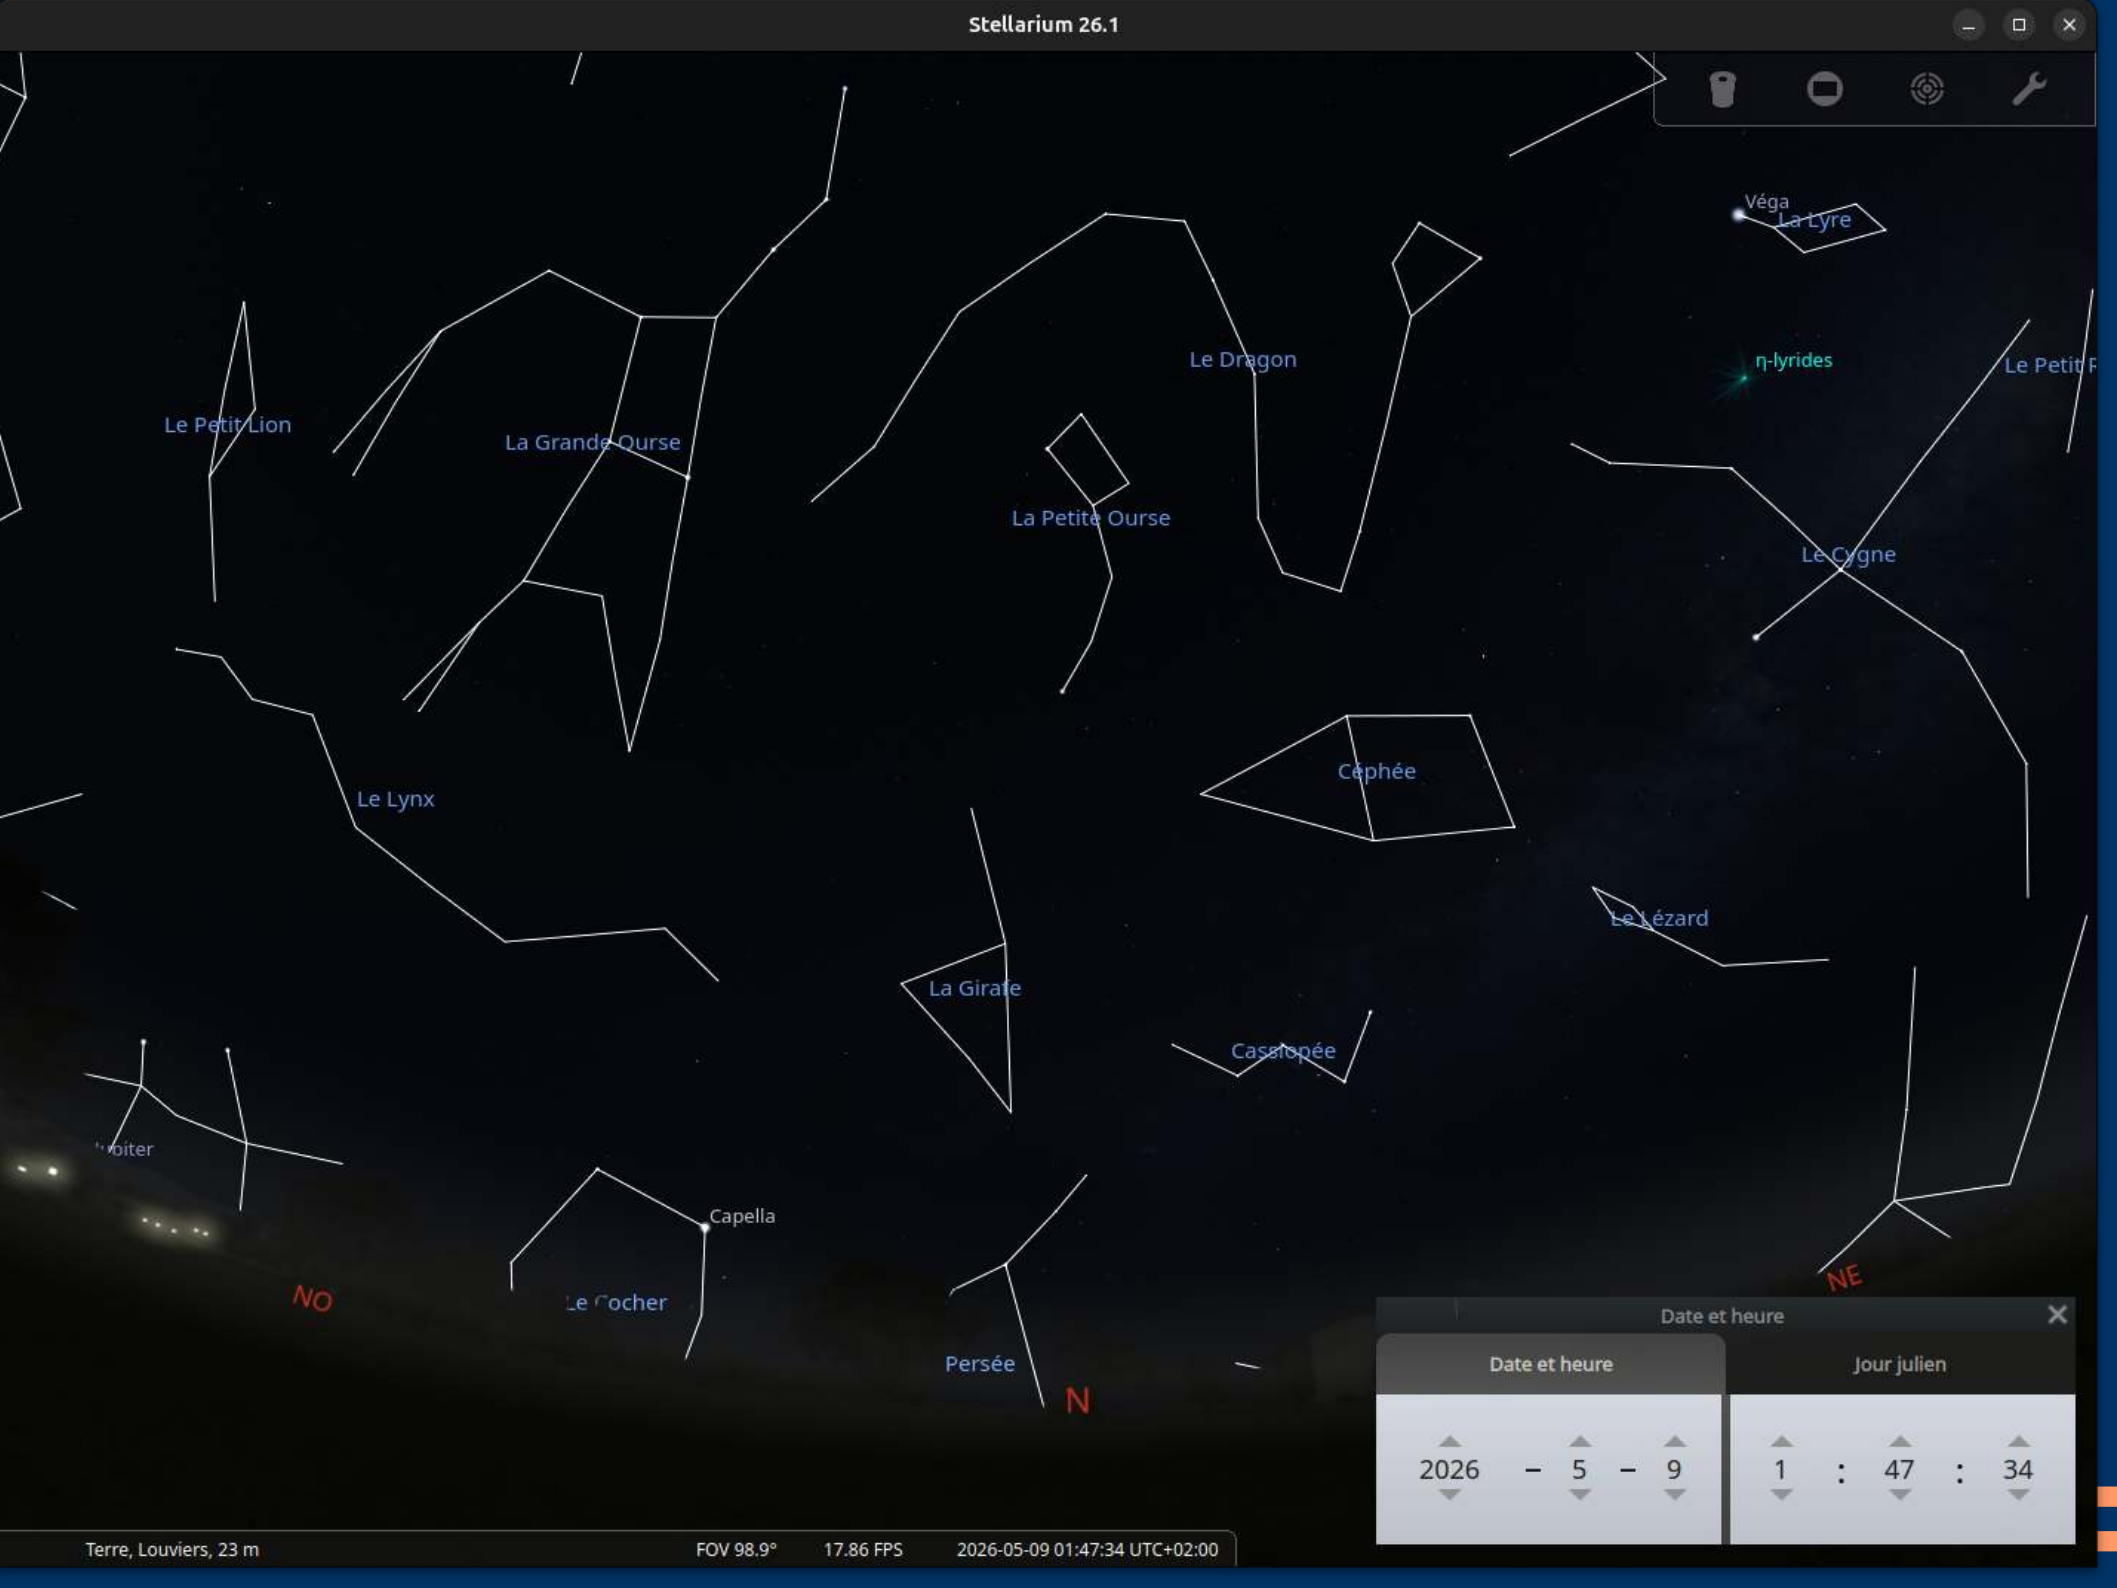 Stellarium 26.1
Véga
La Lyre
Le Dragon
η-lyrides
Le Petit
Le Petit Lion
La Grande Ourse
La Petite Ourse
Le Cygne
Céphée
Le Lynx
Le Lézard
La Girafe
Cassiopée
Capella
NO
Le Cocher
NE
Persée
N
Date et heure
Date et heure
Jour julien
2026 - 5 - 9
1 : 47 : 34
Terre, Louviers, 23 m
FOV 98.9°
17.86 FPS
2026-05-09 01:47:34 UTC+02:00